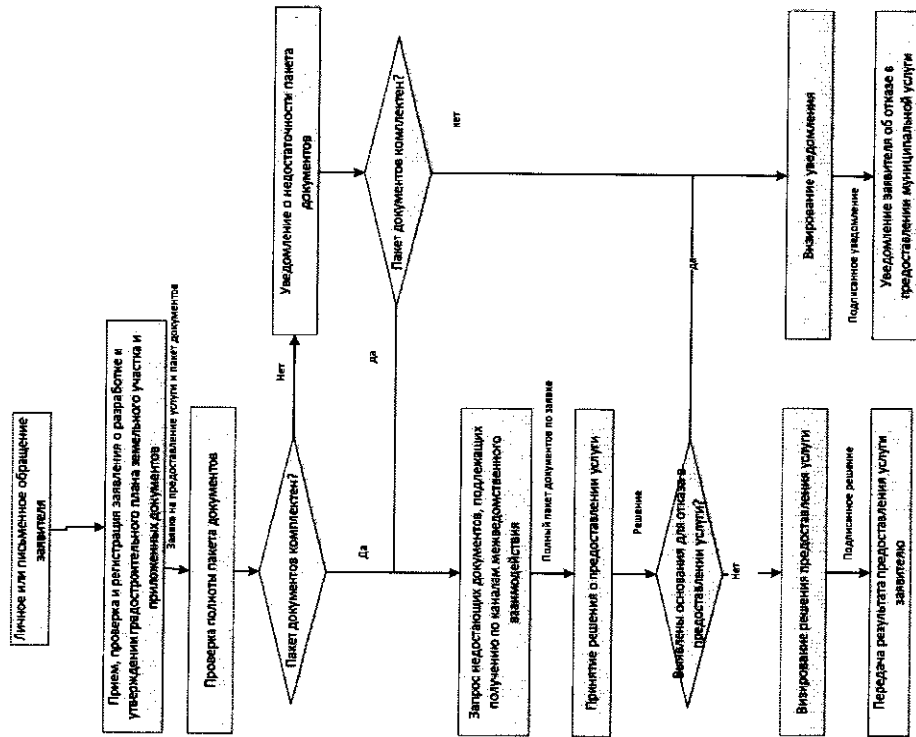 Личное или письменное обращение
заявителя
Прием, проверка и регистрация заявления о разработке и
утверждении градостроительного плана земельного участка и
приложенных документов
Заявка на предоставление услуги и пакет документов
Проверка полноты пакета документов
Пакет документов комплектен?
Нет
Уведомление о недостаточности пакета
документов
Пакет документов комплектен?
Да
да
нет
Запрос недостающих документов, подлежащих
получению по каналам межведомственного
взаимодействия
Полный пакет документов по заявке
Принятие решения о предоставлении услуги
Решение
Выявлены основания для отказа в
предоставлении услуги?
да
Нет
Визирование решения предоставления услуги
Подписанное решение
Передача результата предоставления услуги
заявителю
Визирование уведомления
Подписанное уведомление
Уведомление заявителя об отказе в
предоставлении муниципальной услуги